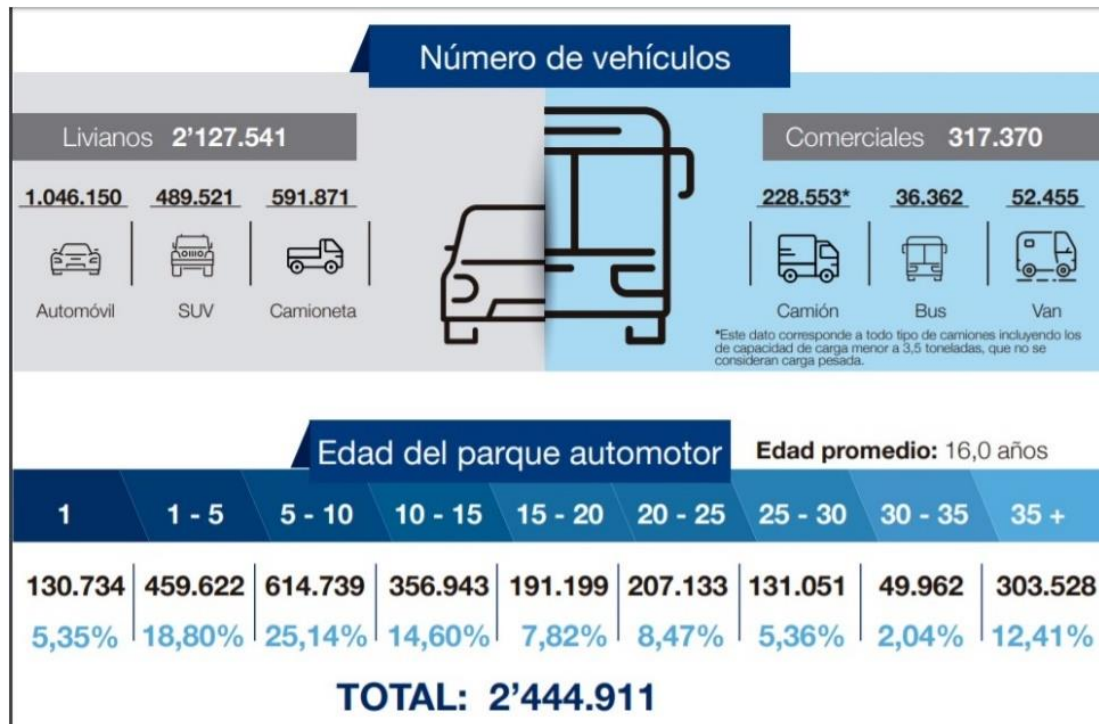 Número de vehículos
Livianos 2'127.541
1.046.150 489.521 591.871
Automóvil SUV Camioneta
Comerciales 317.370
228.553* 36.362 52.455
Camión Bus Van
*Este dato corresponde a todo tipo de camiones incluyendo los
de capacidad de carga menor a 3,5 toneladas, que no se
consideran carga pesada.
Edad del parque automotor
Edad promedio: 16,0 años
1 1 - 5 5 - 10 10 - 15 15 - 20 20 - 25 25 - 30 30 - 35 35 +
130.734 459.622 614.739 356.943 191.199 207.133 131.051 49.962 303.528
5,35% 18,80% 25,14% 14,60% 7,82% 8,47% 5,36% 2,04% 12,41%
TOTAL: 2'444.911